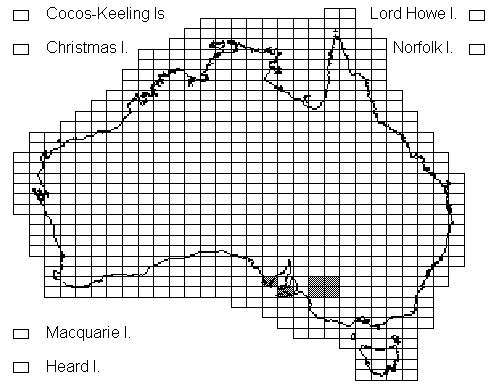 Cocos-Keeling Is
Lord Howe I.
Christmas I.
Norfolk I.
Macquarie I.
Heard I.